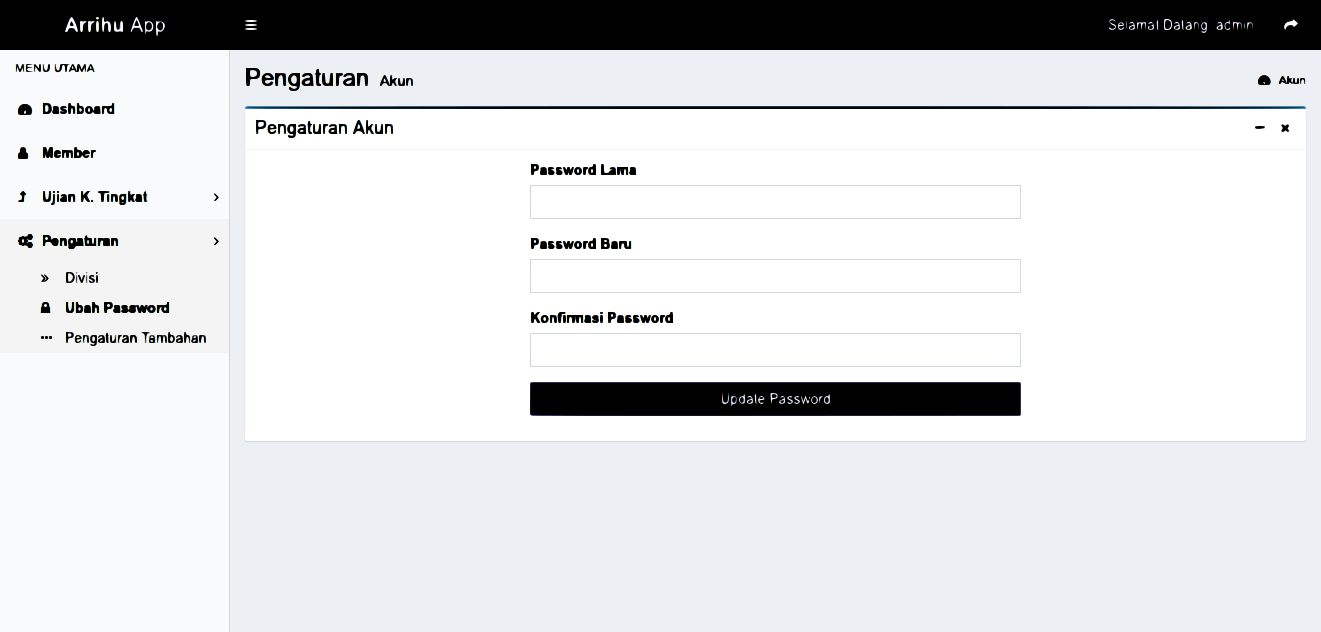 Arrihu App
Selamat Datang admin
MENU UTAMA
Dashboard
Member
Ujian K. Tingkat
Pengaturan
Divisi
Ubah Password
Pengaturan Tambahan
Pengaturan Akun
Akun
Pengaturan Akun
Password Lama
Password Baru
Konfirmasi Password
Update Password